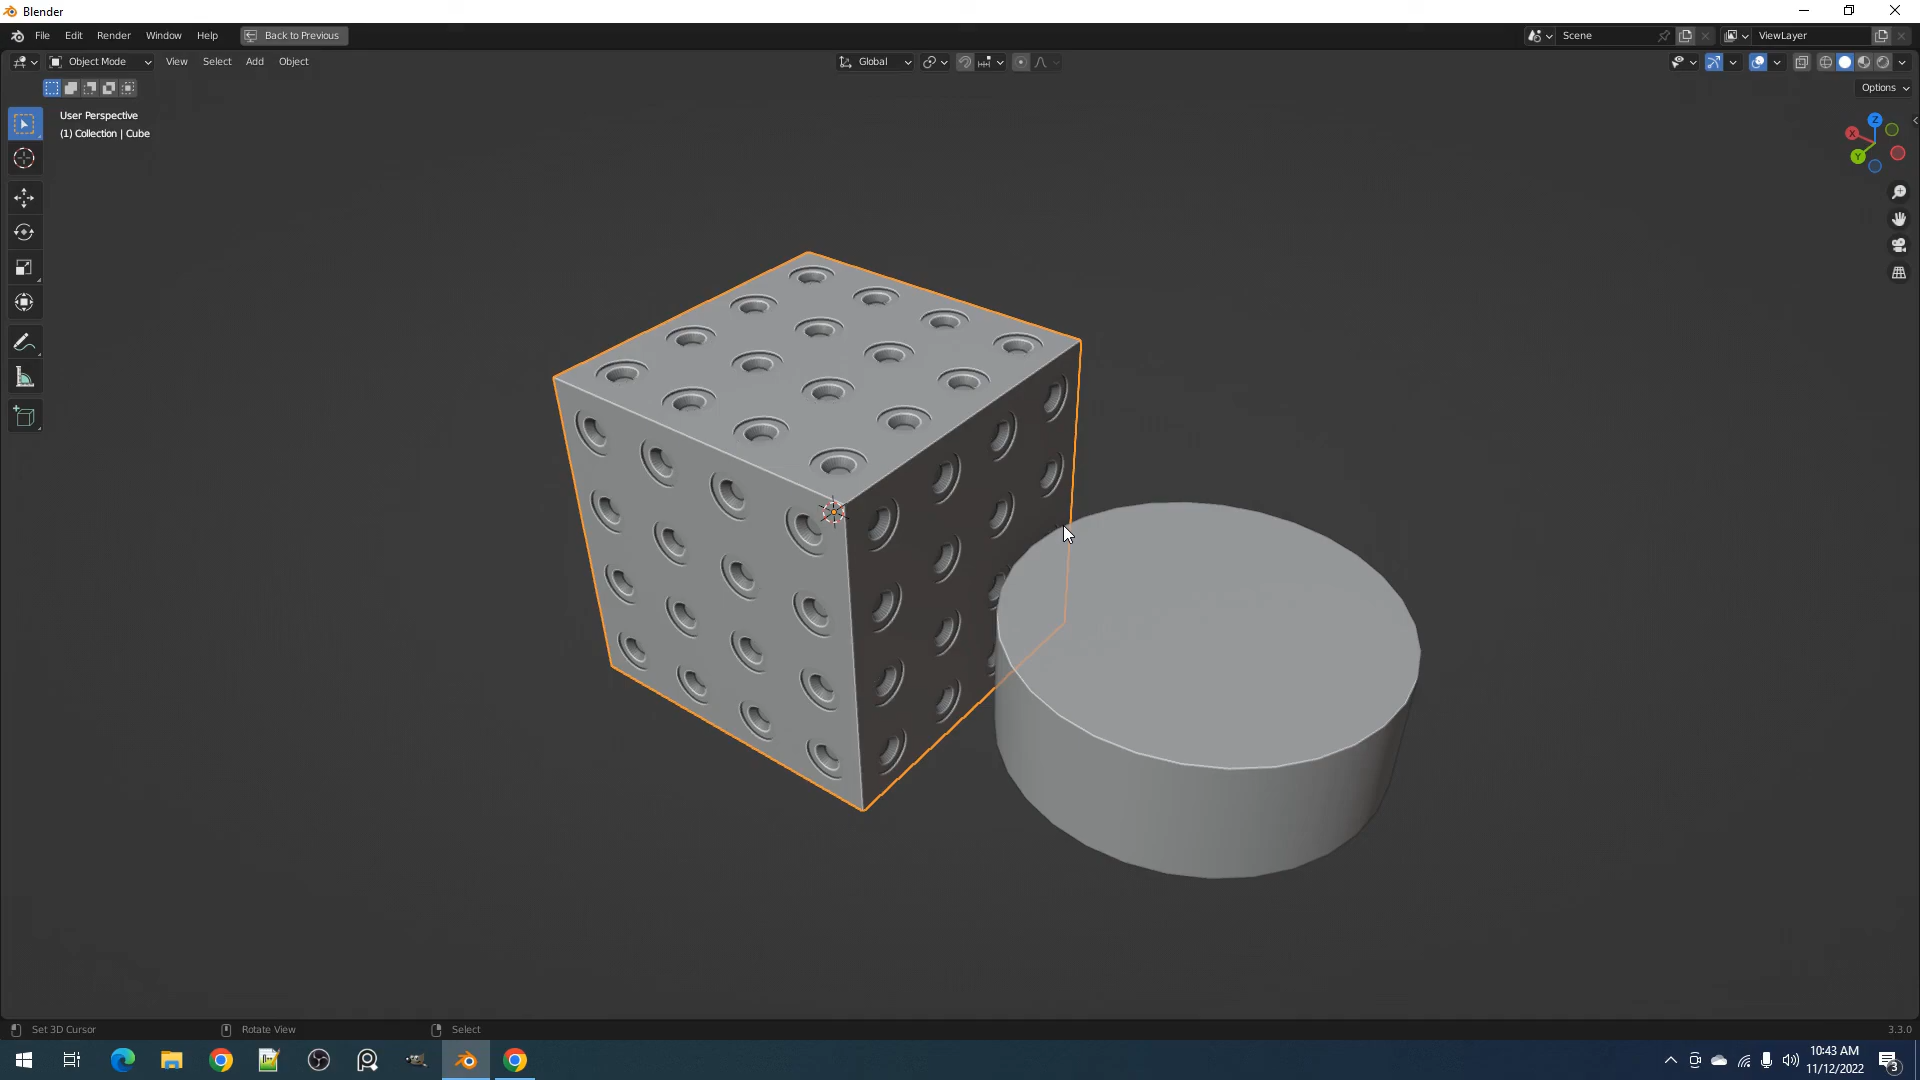 Blender
File Edit Render Window Help Back to Previous Scene ViewLayer
Object Mode View Select Add Object Global
Options
User Perspective
(1) Collection | Cube
Z
X
Y
Set 3D Cursor Rotate View Select 3.3.0
10:43 AM
11/12/2022
3